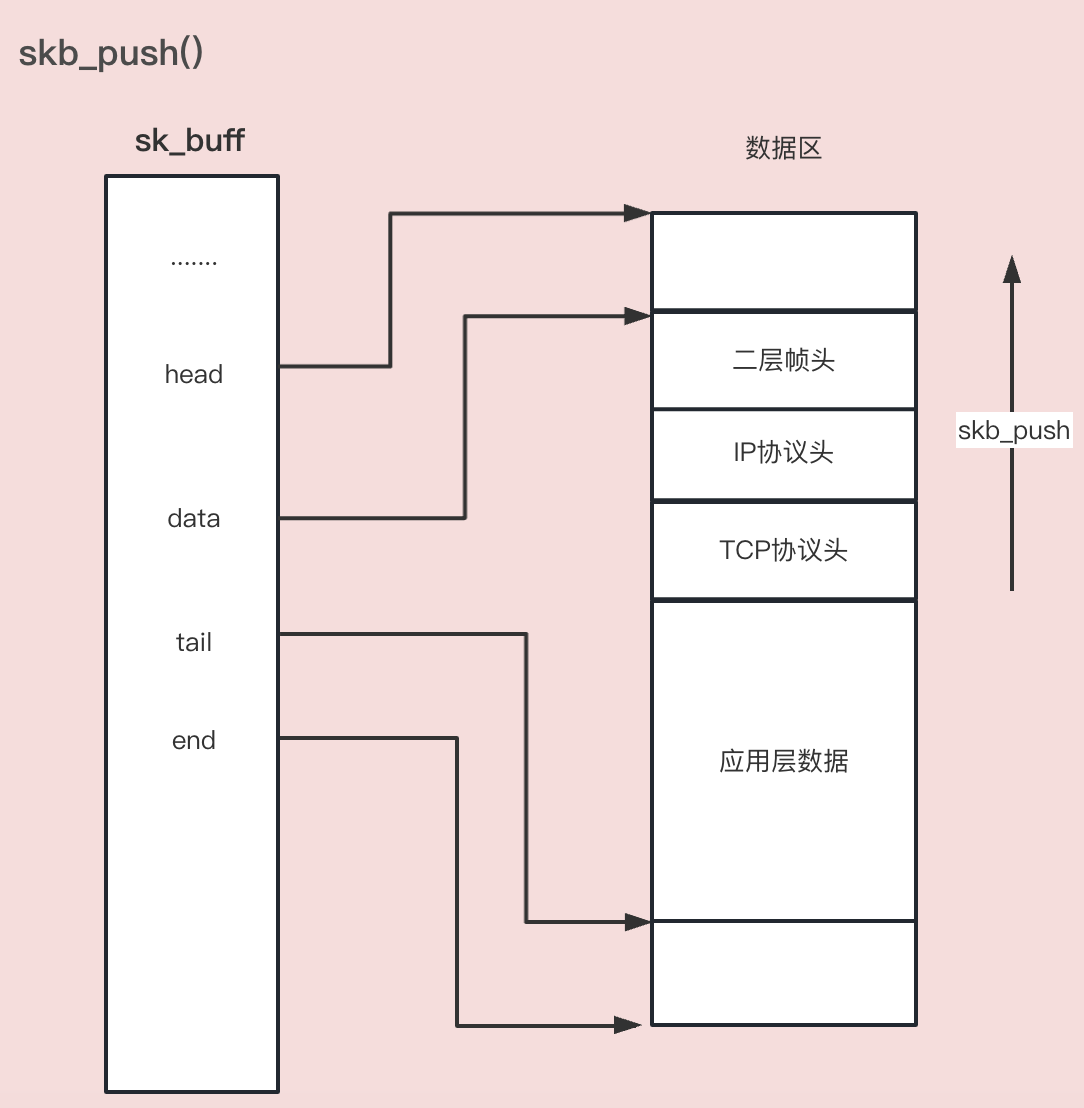 skb_push()
sk_buff
数据区
.......
head
data
tail
end
二层帧头
IP协议头
TCP协议头
应用层数据
skb_push